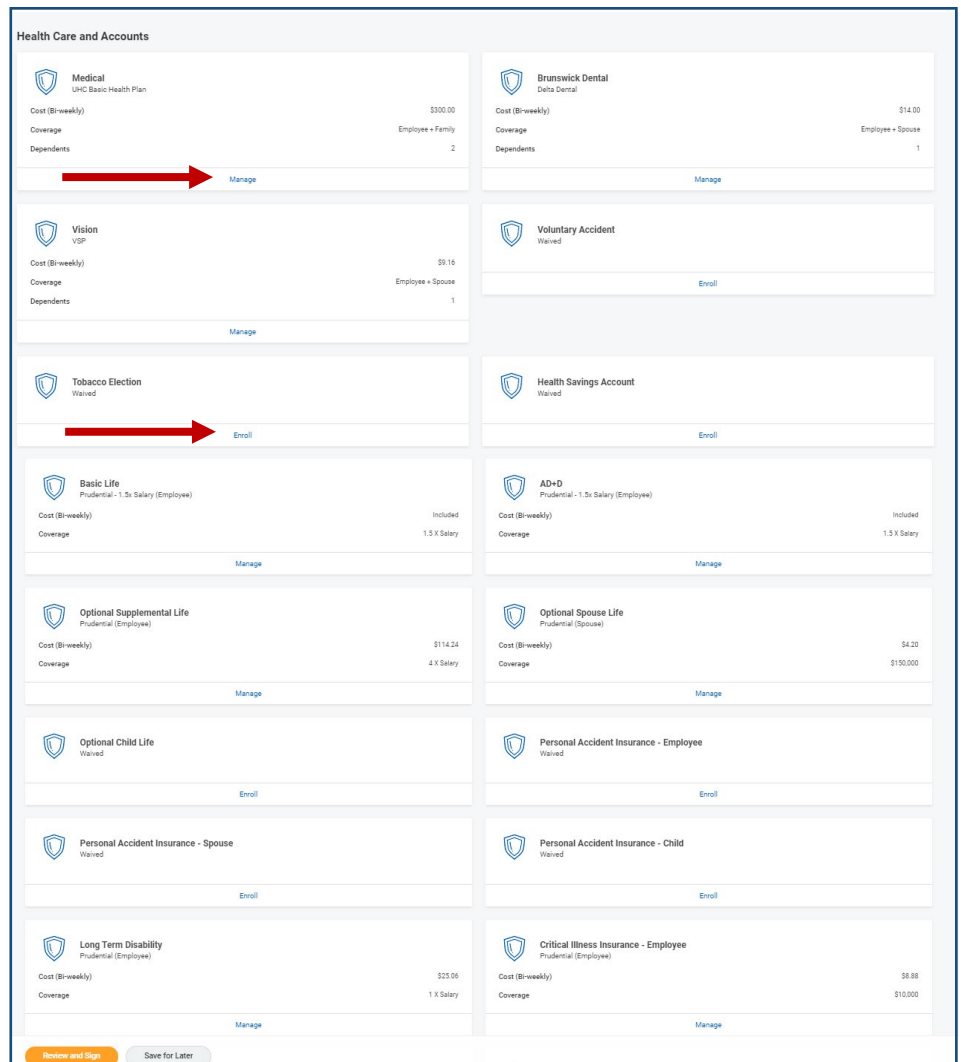 Health Care and Accounts
Medical
UHC Basic Health Plan
Cost (Bi-weekly) $300.00
Coverage Employee + Family
Dependents 2
Manage
Brunswick Dental
Delta Dental
Cost (Bi-weekly) $14.00
Coverage Employee + Spouse
Dependents 1
Manage
Vision
VSP
Cost (Bi-weekly) $9.16
Coverage Employee + Spouse
Dependents 1
Manage
Voluntary Accident
Waived
Enroll
Tobacco Election
Waived
Enroll
Health Savings Account
Waived
Enroll
Basic Life
Prudential - 1.5x Salary (Employee)
Cost (Bi-weekly) Included
Coverage 1.5 X Salary
Manage
AD+D
Prudential - 1.5x Salary (Employee)
Cost (Bi-weekly) Included
Coverage 1.5 X Salary
Manage
Optional Supplemental Life
Prudential (Employee)
Cost (Bi-weekly) $114.24
Coverage 4 X Salary
Manage
Optional Spouse Life
Prudential (Spouse)
Cost (Bi-weekly) $4.20
Coverage $150,000
Manage
Optional Child Life
Waived
Enroll
Personal Accident Insurance - Employee
Waived
Enroll
Personal Accident Insurance - Spouse
Waived
Enroll
Personal Accident Insurance - Child
Waived
Enroll
Long Term Disability
Prudential (Employee)
Cost (Bi-weekly) $25.06
Coverage 1 X Salary
Manage
Critical Illness Insurance - Employee
Prudential (Employee)
Cost (Bi-weekly) $8.88
Coverage $10,000
Manage
Review and Sign
Save for Later